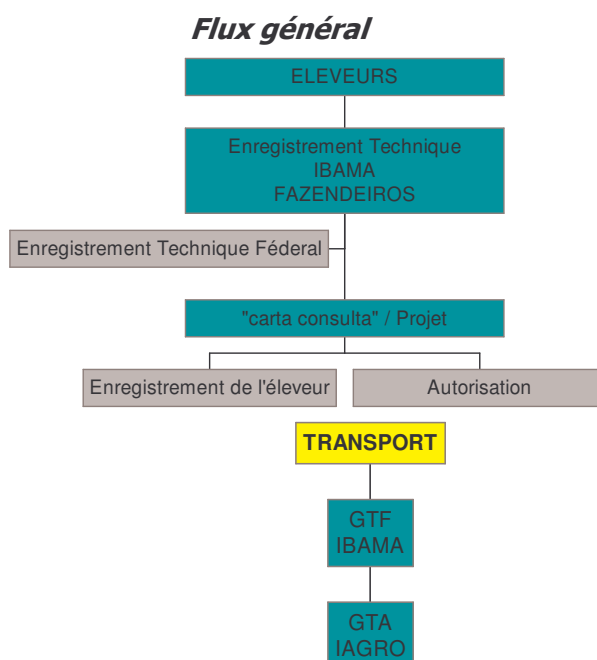 Flux général
ELEVEURS
Enregistrement Technique
IBAMA
FAZENDEIROS
Enregistrement Technique Féderal
"carta consulta" / Projet
Enregistrement de l'éleveur
Autorisation
TRANSPORT
GTF
IBAMA
GTA
IAGRO